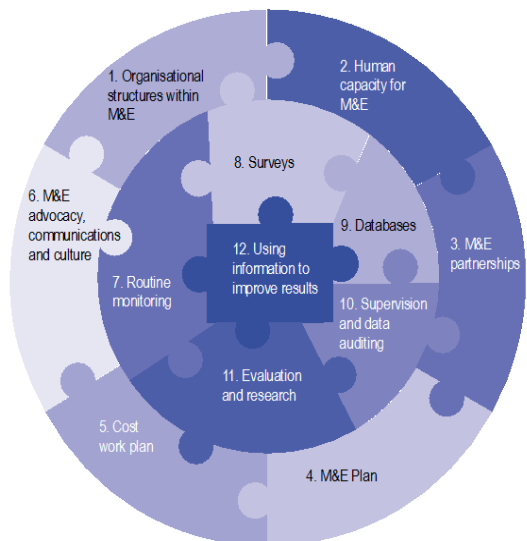 1. Organisational
structures within
M&E
2. Human
capacity for
M&E
3. M&E
partnerships
4. M&E Plan
5. Cost
work plan
6. M&E
advocacy,
communications
and culture
7. Routine
monitoring
8. Surveys
9. Databases
10. Supervision
and data
auditing
11. Evaluation
and research
12. Using
information to
improve results